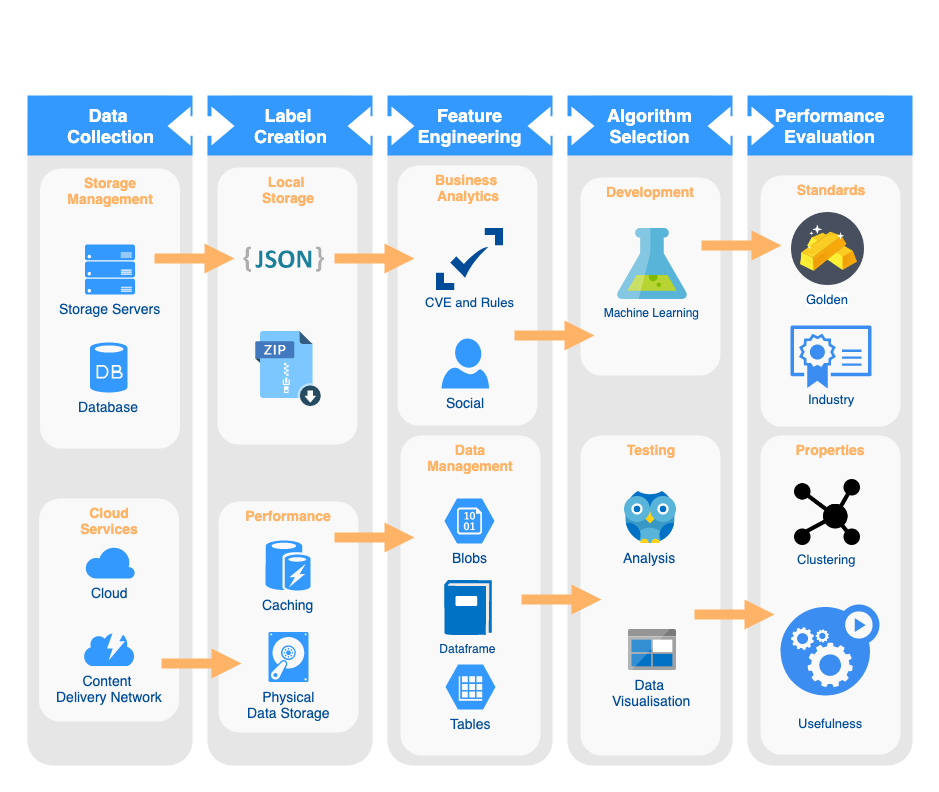 Data
Collection
Label
Creation
Feature
Engineering
Algorithm
Selection
Performance
Evaluation
Storage
Management
Storage Servers
DB
Database
Cloud
Services
Cloud
Content
Delivery Network
Local
Storage
{JSON}
ZIP
Performance
Caching
Physical
Data Storage
Business
Analytics
CVE and Rules
Social
Data
Management
10
01
Blobs
Dataframe
Tables
Development
Machine Learning
Testing
Analysis
Data
Visualisation
Standards
Golden
Industry
Properties
Clustering
Usefulness